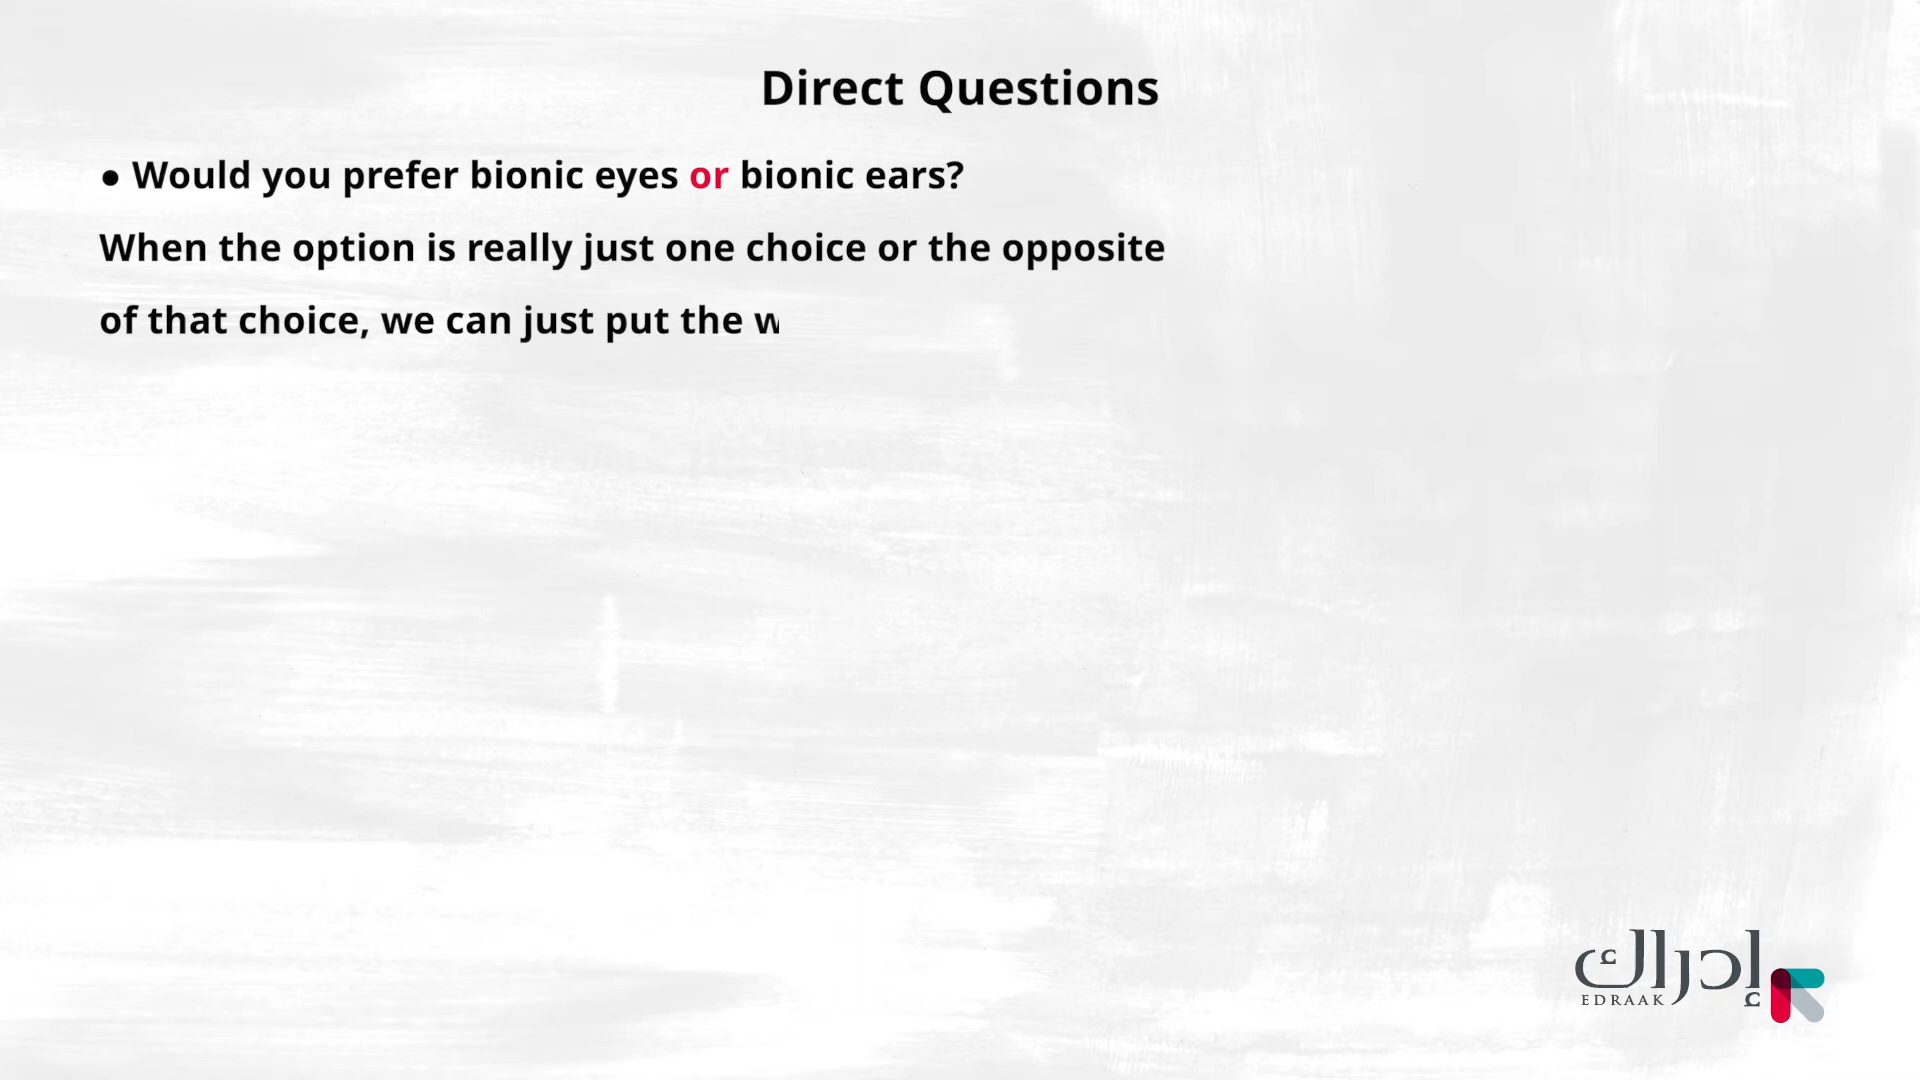 Direct Questions
• Would you prefer bionic eyes or bionic ears?
When the option is really just one choice or the opposite
of that choice, we can just put the
إدراك
EDRAAK